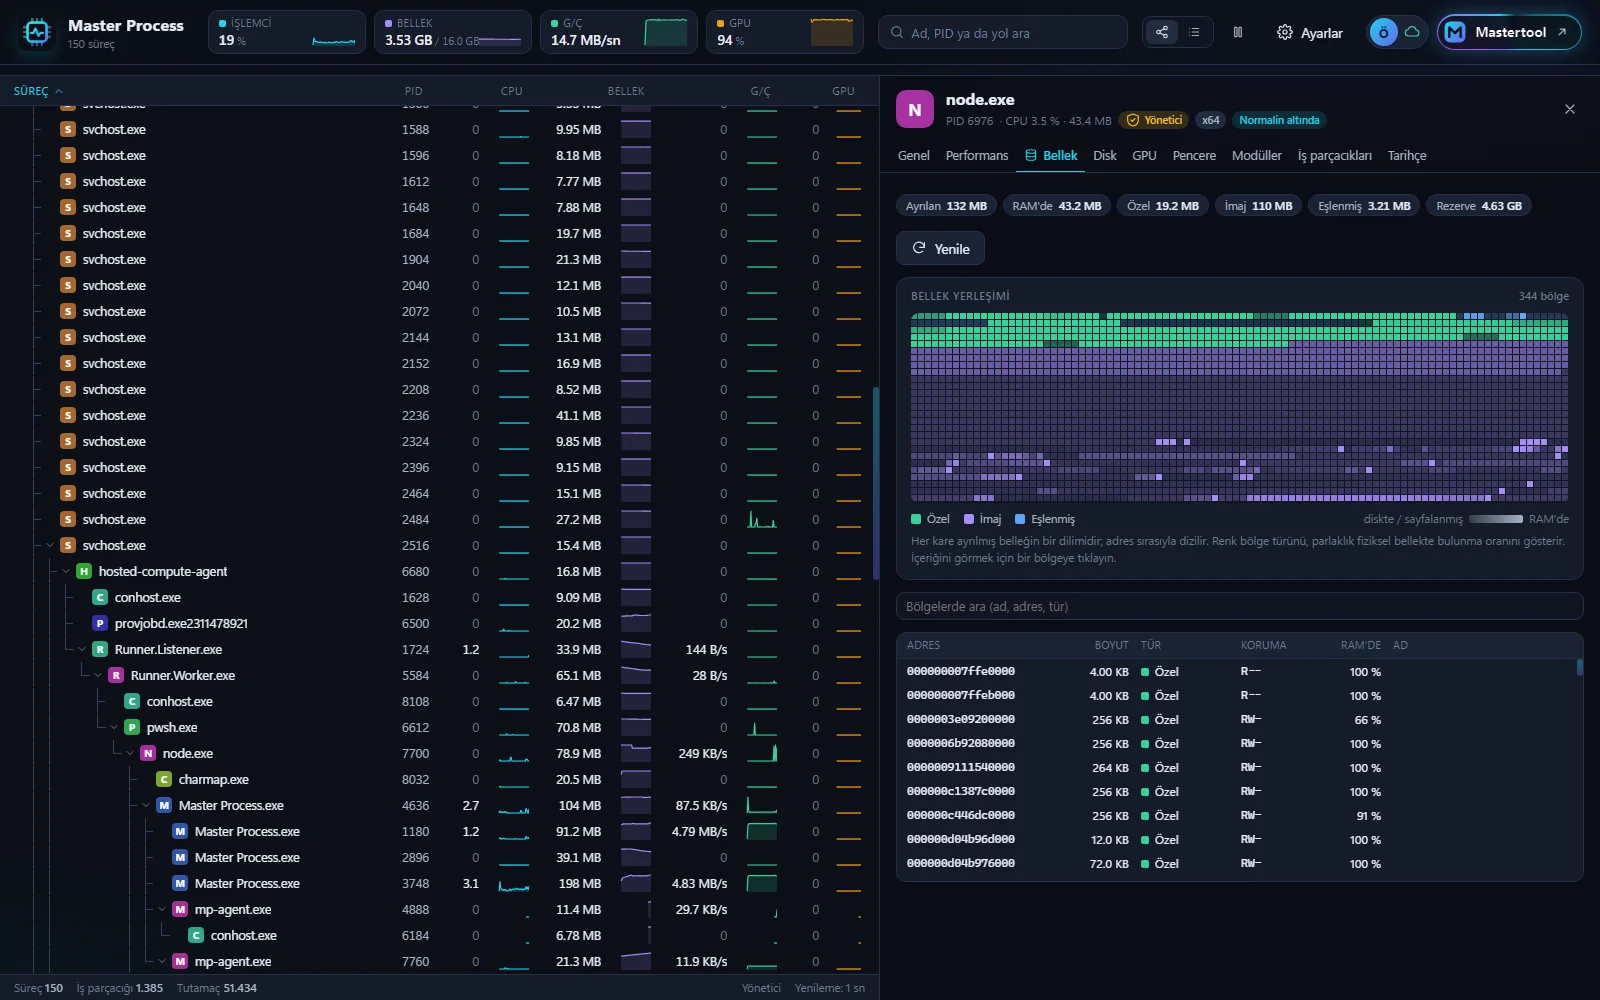 Master Process
150 süreç
İŞLEMCİ
19 %
BELLEK
3.53 GB / 16.0 GB
G/Ç
14.7 MB/sn
GPU
94 %
Ad, PID ya da yol ara
Ayarlar
ö
Mastertool ↗
SÜREÇ PID CPU BELLEK G/Ç GPU
S svchost.exe 1588 0 9.95 MB 0 0
S svchost.exe 1596 0 8.18 MB 0 0
S svchost.exe 1612 0 7.77 MB 0 0
S svchost.exe 1648 0 7.88 MB 0 0
S svchost.exe 1684 0 19.7 MB 0 0
S svchost.exe 1904 0 21.3 MB 0 0
S svchost.exe 2040 0 12.1 MB 0 0
S svchost.exe 2072 0 10.5 MB 0 0
S svchost.exe 2144 0 13.1 MB 0 0
S svchost.exe 2152 0 16.9 MB 0 0
S svchost.exe 2208 0 8.52 MB 0 0
S svchost.exe 2236 0 41.1 MB 0 0
S svchost.exe 2324 0 9.85 MB 0 0
S svchost.exe 2396 0 9.15 MB 0 0
S svchost.exe 2464 0 15.1 MB 0 0
S svchost.exe 2484 0 27.2 MB 0 0
S svchost.exe 2516 0 15.4 MB 0 0
H hosted-compute-agent 6680 0 16.8 MB 0 0
C conhost.exe 1628 0 9.09 MB 0 0
P provjobd.exe2311478921 6500 0 20.2 MB 0 0
R Runner.Listener.exe 1724 1.2 33.9 MB 144 B/s 0
R Runner.Worker.exe 5584 0 65.1 MB 28 B/s 0
C conhost.exe 8108 0 6.47 MB 0 0
P pwsh.exe 6612 0 70.8 MB 0 0
N node.exe 7700 0 78.9 MB 249 KB/s 0
C charmap.exe 8032 0 20.5 MB 0 0
M Master Process.exe 4636 2.7 104 MB 87.5 KB/s 0
M Master Process.exe 1180 1.2 91.2 MB 4.79 MB/s 0
M Master Process.exe 2896 0 39.1 MB 0 0
M Master Process.exe 3748 3.1 198 MB 4.83 MB/s 0
M mp-agent.exe 4888 0 11.4 MB 29.7 KB/s 0
C conhost.exe 6184 0 6.78 MB 0 0
M mp-agent.exe 7760 0 21.3 MB 11.9 KB/s 0
Süreç 150 İş parçacığı 1.385 Tutamaç 51.434 Yönetici Yenileme: 1 sn
N node.exe
PID 6976 · CPU 3.5 % · 43.4 MB Yönetici x64 Normalin altında
Genel Performans Bellek Disk GPU Pencere Modüller İş parçacıkları Tarihçe
Ayrılan 132 MB RAM'de 43.2 MB Özel 19.2 MB İmaj 110 MB Eşlenmiş 3.21 MB Rezerve 4.63 GB
Yenile
BELLEK YERLEŞİMİ 344 bölge
Özel İmaj Eşlenmiş diskte / sayfalanmış RAM'de
Her kare ayrılmış belleğin bir dilimidir; adres sırasıyla dizilir. Renk bölge türünü, parlaklık fiziksel bellekte bulunma oranını gösterir.
İçeriğini görmek için bir bölgeye tıklayın.
Bölgelerde ara (ad, adres, tür)
ADRES BOYUT TÜR KORUMA RAM'DE AD
000000007ffe0000 4.00 KB Özel R-- 100 %
000000007ffeb000 4.00 KB Özel R-- 100 %
0000003e09200000 256 KB Özel RW- 66 %
0000006b92080000 256 KB Özel RW- 100 %
0000009111540000 264 KB Özel RW- 100 %
000000c1387c0000 256 KB Özel RW- 100 %
000000c446dc0000 256 KB Özel RW- 91 %
000000d04b96d000 12.0 KB Özel RW- 100 %
000000d04b976000 72.0 KB Özel RW- 100 %